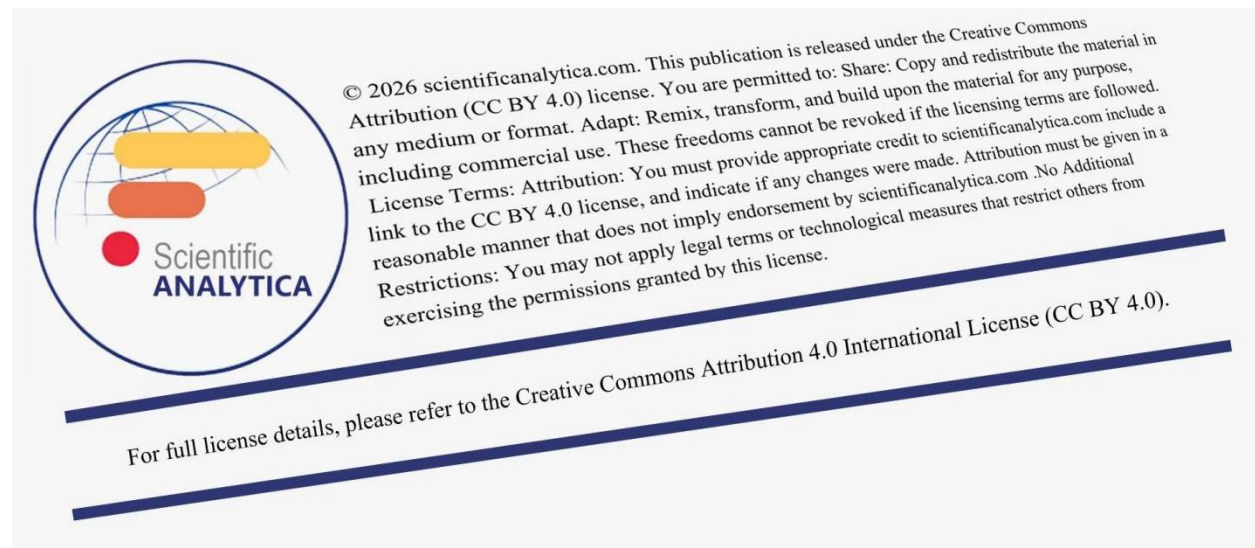 © 2026 scientificanalytica.com. This publication is released under the Creative Commons
Attribution (CC BY 4.0) license. You are permitted to: Share: Copy and redistribute the material in
any medium or format. Adapt: Remix, transform, and build upon the material for any purpose,
including commercial use. These freedoms cannot be revoked if the licensing terms are followed.
License Terms: Attribution: You must provide appropriate credit to scientificanalytica.com include a
link to the CC BY 4.0 license, and indicate if any changes were made. Attribution must be given in a
reasonable manner that does not imply endorsement by scientificanalytica.com .No Additional
Restrictions: You may not apply legal terms or technological measures that restrict others from
exercising the permissions granted by this license.
Scientific
ANALYTICA
For full license details, please refer to the Creative Commons Attribution 4.0 International License (CC BY 4.0).